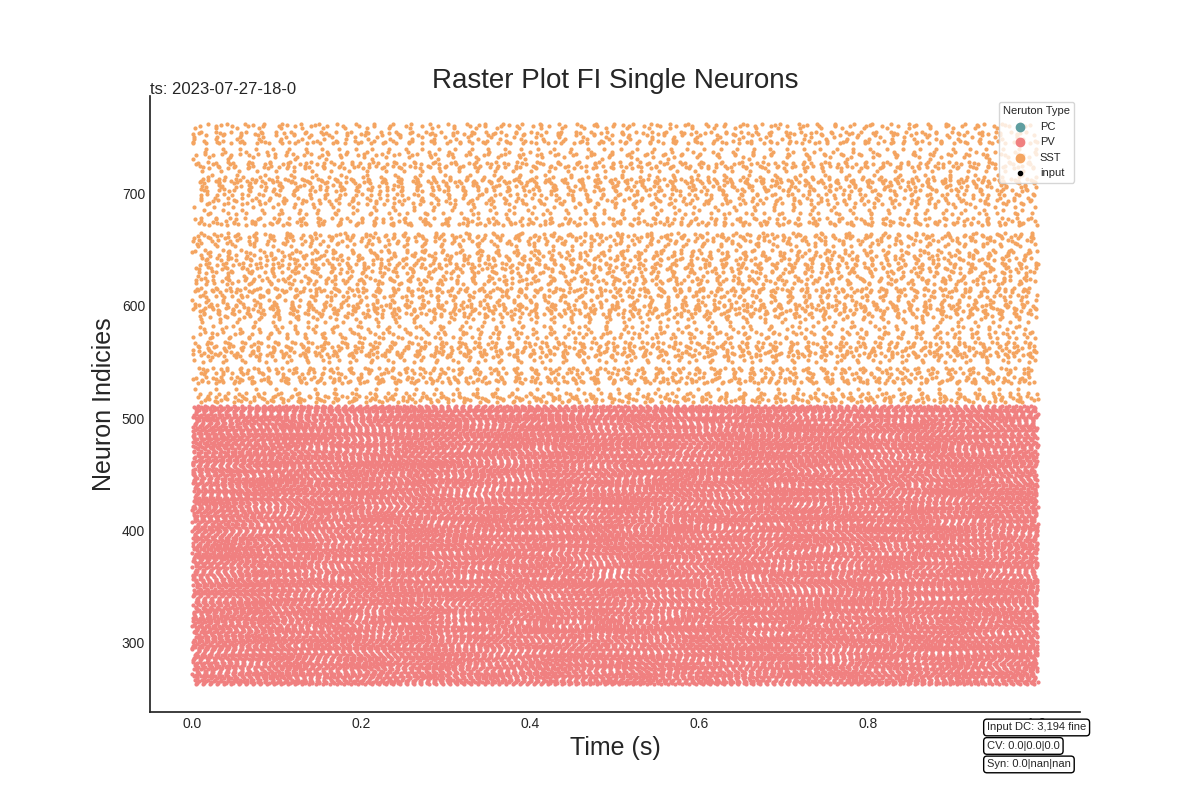 Raster Plot FI Single Neurons
ts: 2023-07-27-18-0
Neruton Type
PC
PV
SST
input
700
600
500
400
300
Neuron Indicies
0.0 0.2 0.4 0.6 0.8
Time (s)
Input DC: 3,194 fine
CV: 0.0|0.0|0.0
Syn: 0.0|nan|nan